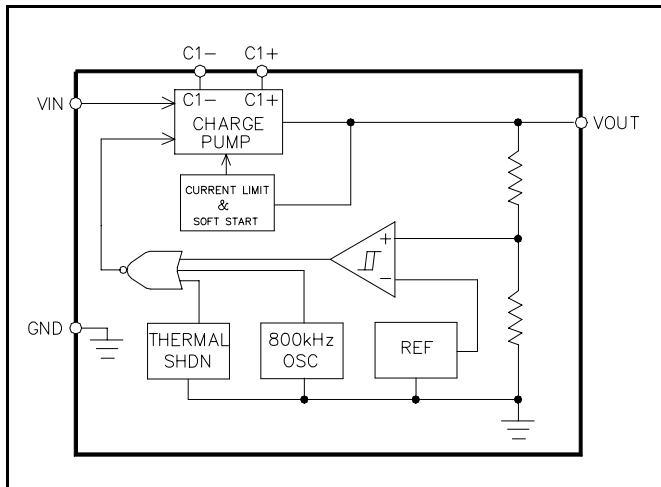 C1- C1+
VIN
C1- C1+
CHARGE
PUMP
VOUT
CURRENT LIMIT
&
SOFT START
+
-
GND
THERMAL
SHDN
800kHz
OSC
REF